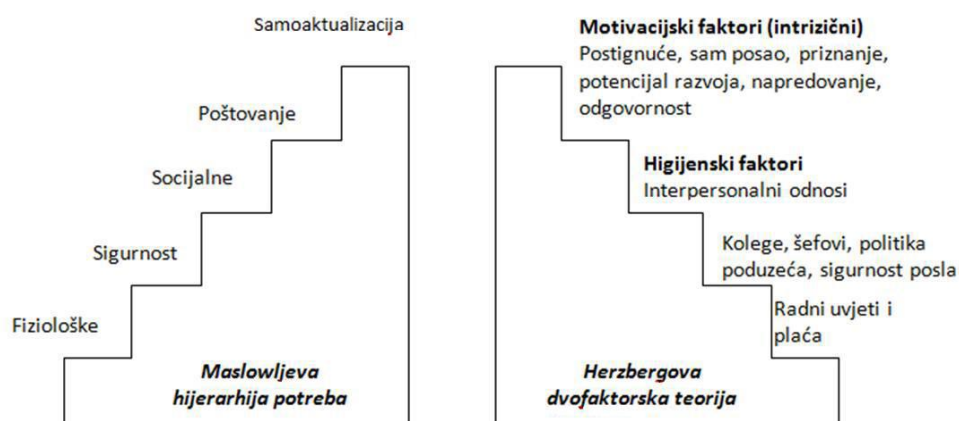 Samoaktualizacija
Poštovanje
Socijalne
Sigurnost
Fiziološke
Maslowljeva
hijerarhija potreba
Motivacijski faktori (intrizični)
Postignuće, sam posao, priznanje,
potencijal razvoja, napredovanje,
odgovornost
Higijenski faktori
Interpersonalni odnosi
Kolege, šefovi, politika
poduzeća, sigurnost posla
Radni uvjeti i
plaća
Herzbergova
dvofaktorska teorija